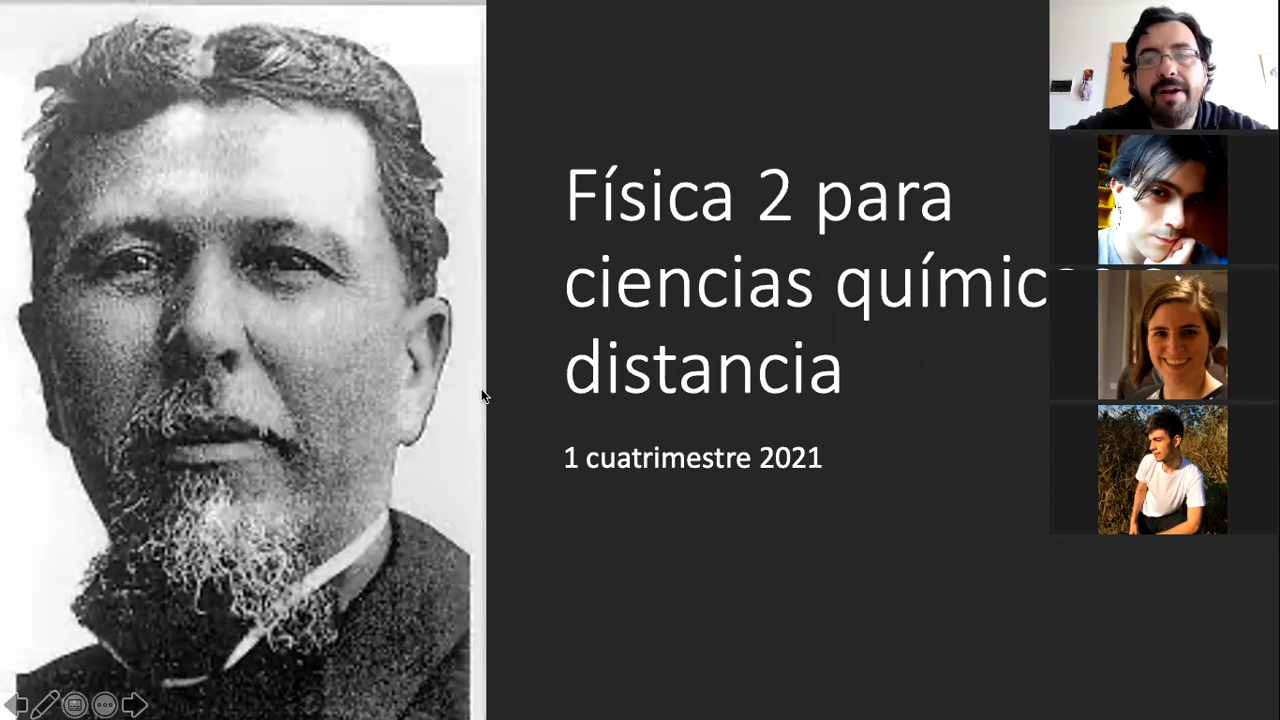 Física 2 para
ciencias químic
distancia
1 cuatrimestre 2021